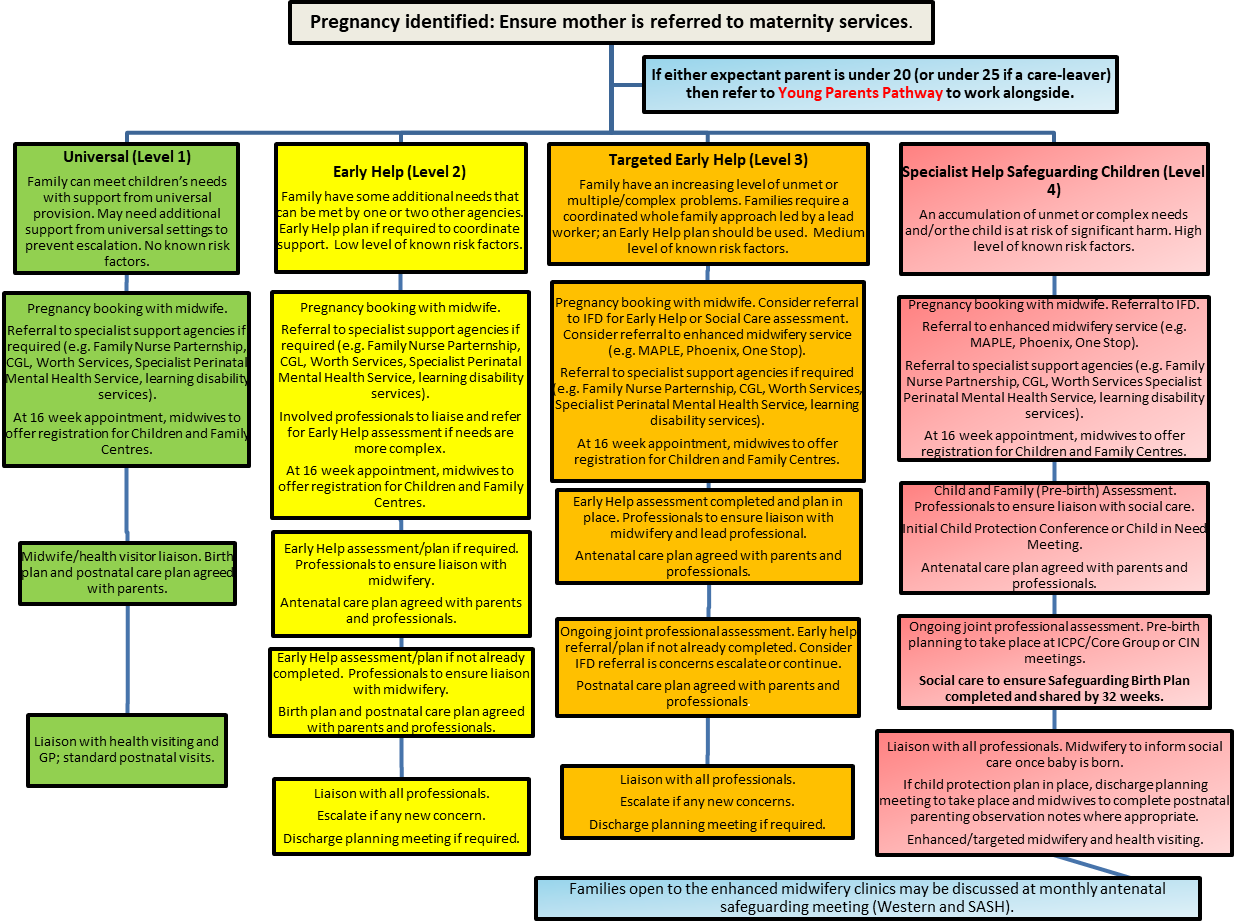 Pregnancy identified: Ensure mother is referred to maternity services.
If either expectant parent is under 20 (or under 25 if a care-leaver)
then refer to Young Parents Pathway to work alongside.
Universal (Level 1)
Family can meet children's needs
with support from universal
provision. May need additional
support from universal settings to
prevent escalation. No known risk
factors.
Pregnancy booking with midwife.
Referral to specialist support agencies if
required (e.g. Family Nurse Parternship,
CGL, Worth Services, Specialist Perinatal
Mental Health Service, learning disability
services).
At 16 week appointment, midwives to
offer registration for Children and Family
Centres.
Midwife/health visitor liaison. Birth
plan and postnatal care plan agreed
with parents.
Liaison with health visiting and
GP; standard postnatal visits.
Early Help (Level 2)
Family have some additional needs that
can be met by one or two other agencies.
Early Help plan if required to coordinate
support.  Low level of known risk factors.
Pregnancy booking with midwife.
Referral to specialist support agencies if
required (e.g. Family Nurse Parternship,
CGL, Worth Services, Specialist Perinatal
Mental Health Service, learning disability
services).
Involved professionals to liaise and refer
for Early Help assessment if needs are
more complex.
At 16 week appointment, midwives to
offer registration for Children and Family
Centres.
Early Help assessment/plan if required.
Professionals to ensure liaison with
midwifery.
Antenatal care plan agreed with parents
and professionals.
Early Help assessment/plan if not already
completed.  Professionals to ensure liaison
with midwifery.
Birth plan and postnatal care plan agreed
with parents and professionals.
Liaison with all professionals.
Escalate if any new concern.
Discharge planning meeting if required.
Targeted Early Help (Level 3)
Family have an increasing level of unmet or
multiple/complex problems. Families require
a coordinated whole family approach led by a lead
worker; an Early Help plan should be used.  Medium
level of known risk factors.
Pregnancy booking with midwife. Consider referral
to IFD for Early Help or Social Care assessment.
Consider referral to enhanced midwifery service
(e.g. MAPLE, Phoenix, One Stop).
Referral to specialist support agencies if required
(e.g. Family Nurse Parternship, CGL, Worth Services,
Specialist Perinatal Mental Health Service, learning
disability services).
At 16 week appointment, midwives to offer
registration for Children and Family Centres.
Early Help assessment completed and plan in
place. Professionals to ensure liaison with
midwifery and lead professional.
Antenatal care plan agreed with parents and
professionals.
Ongoing joint professional assessment. Early help
referral/plan if not already completed. Consider
IFD referral is concerns escalate or continue.
Postnatal care plan agreed with parents and
professionals.
Liaison with all professionals.
Escalate if any new concerns.
Discharge planning meeting if required.
Specialist Help Safeguarding Children (Level
4)
An accumulation of unmet or complex needs
and/or the child is at risk of significant harm. High
level of known risk factors.
Pregnancy booking with midwife. Referral to IFD.
Referral to enhanced midwifery service (e.g.
MAPLE, Phoenix, One Stop).
Referral to specialist support agencies (e.g. Family
Nurse Partnership, CGL, Worth Services Specialist
Perinatal Mental Health Service, learning disability
services).
At 16 week appointment, midwives to offer
registration for Children and Family Centres.
Child and Family (Pre-birth) Assessment.
Professionals to ensure liaison with social care.
Initial Child Protection Conference or Child in Need
Meeting.
Antenatal care plan agreed with parents and
professionals.
Ongoing joint professional assessment. Pre-birth
planning to take place at ICPC/Core Group or CIN
meetings.
Social care to ensure Safeguarding Birth Plan
completed and shared by 32 weeks.
Liaison with all professionals. Midwifery to inform social
care once baby is born.
If child protection plan in place, discharge planning
meeting to take place and midwives to complete postnatal
parenting observation notes where appropriate.
Enhanced/targeted midwifery and health visiting.
Families open to the enhanced midwifery clinics may be discussed at monthly antenatal
safeguarding meeting (Western and SASH).